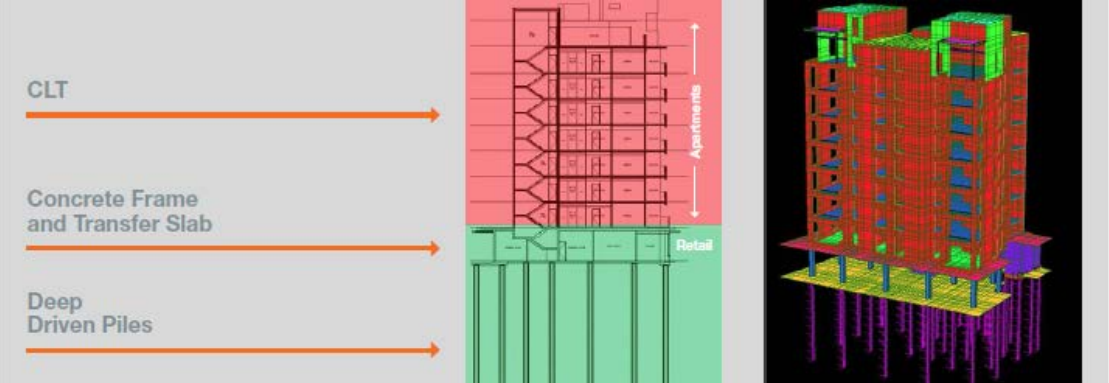 CLT
Concrete Frame
and Transfer Slab
Deep
Driven Piles
Apartments
Retail